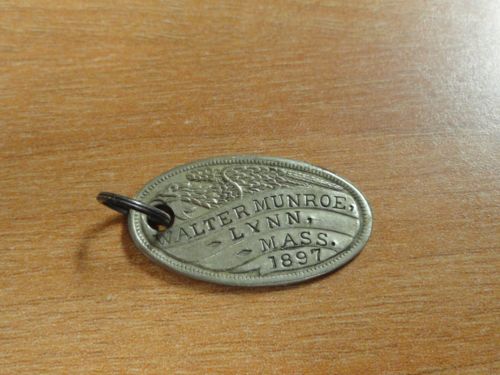 WALTER MUNROE,
LYNN,
MASS.
1897